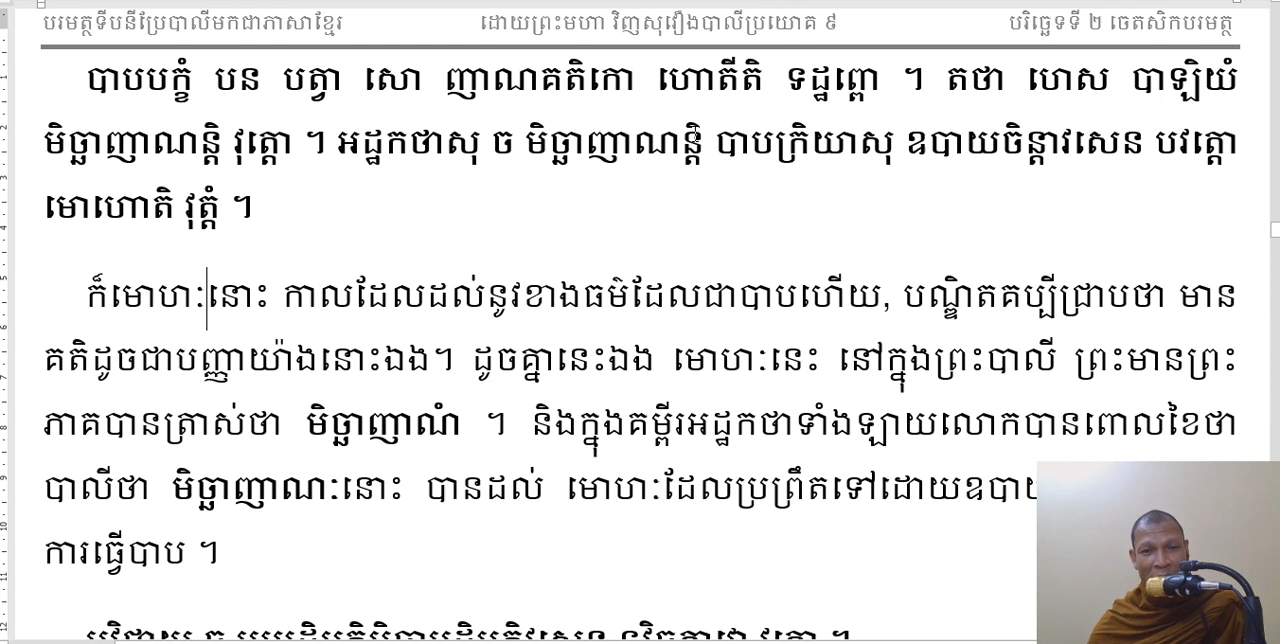 បរមត្ថទីបនីប្រែបាលីមកជាភាសាខ្មែរ ដោយព្រះមហា វិញសុវឿងបាលីប្រយោគ ៩ បរិច្ឆេទទី ២ ចេតសិកបរមត្ថ
បាបបក្ខំ បន បត្វា សោ ញាណគតិកោ ហោតីតិ ទដ្ឋព្ពោ ។ តថា ហេស បាឡិយំ
មិច្ឆាញាណន្តិ វុត្តោ ។ អដ្ឋកថាសុ ច មិច្ឆាញាណន្តិ បាបក្រិយាសុ ឧបាយចិន្តាវសេន បវត្តោ
មោហោតិ វុត្តំ ។
ក៏មោហៈនោះ កាលដែលដល់នូវខាងធម៌ដែលជាបាបហើយ, បណ្ឌិតគប្បីជ្រាបថា មាន
គតិដូចជាបញ្ញាយ៉ាងនោះឯង។ ដូចគ្នានេះឯង មោហៈនេះ នៅក្នុងព្រះបាលី ព្រះមានព្រះ
ភាគបានត្រាស់ថា មិច្ឆាញាណំ ។ និងក្នុងគម្ពីរអដ្ឋកថាទាំងឡាយលោកបានពោលខៃថា
បាលីថា មិច្ឆាញាណៈនោះ បានដល់ មោហៈដែលប្រព្រឹតទៅដោយឧបាយ
ការធ្វើបាប ។